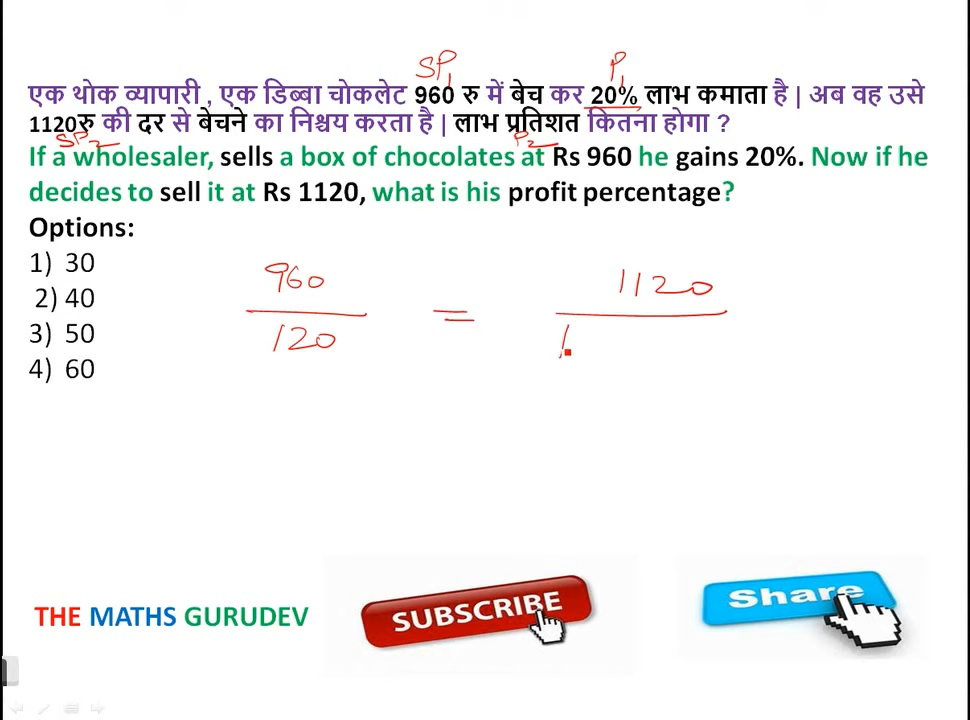 SP₁ P₁
एक थोक व्यापारी , एक डिब्बा चोकलेट 960 रु में बेच कर 20% लाभ कमाता है | अब वह उसे
1120रु की दर से बेचने का निश्चय करता है | लाभ प्रतिशत कितना होगा ?
SP₂ P₂
If a wholesaler, sells a box of chocolates at Rs 960 he gains 20%. Now if he
decides to sell it at Rs 1120, what is his profit percentage?
Options:
1) 30
2) 40
3) 50
4) 60
960 / 120 = 1120 / 1
THE MATHS GURUDEV
SUBSCRIBE
Share